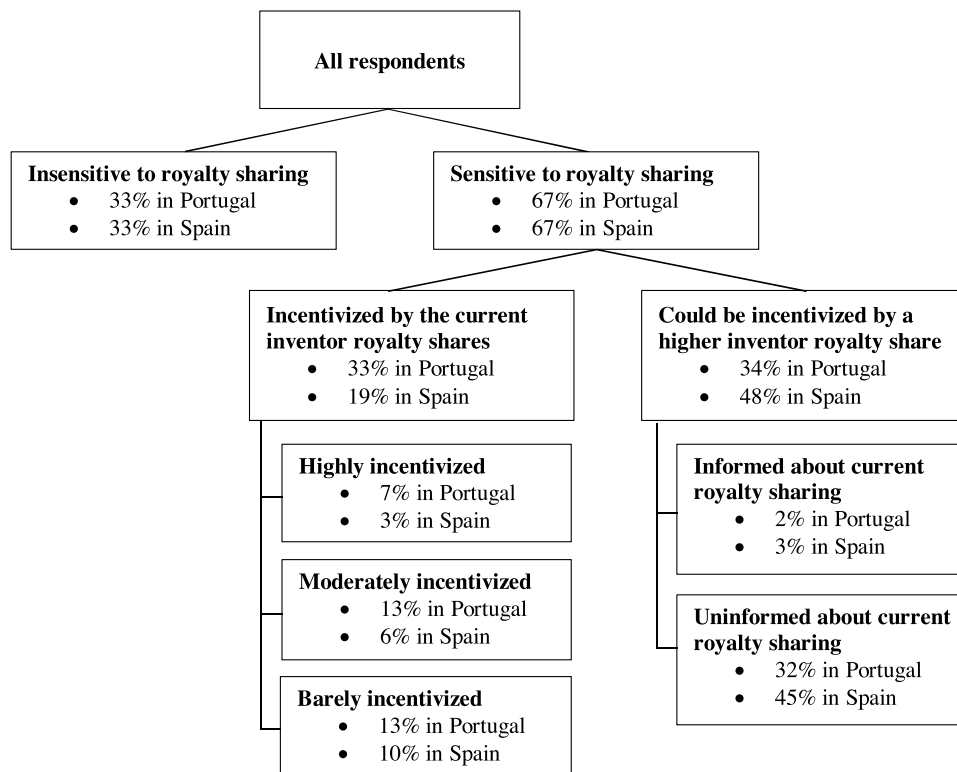 All respondents
Insensitive to royalty sharing
• 33% in Portugal
• 33% in Spain
Sensitive to royalty sharing
• 67% in Portugal
• 67% in Spain
Incentivized by the current
inventor royalty shares
• 33% in Portugal
• 19% in Spain
Could be incentivized by a
higher inventor royalty share
• 34% in Portugal
• 48% in Spain
Highly incentivized
• 7% in Portugal
• 3% in Spain
Moderately incentivized
• 13% in Portugal
• 6% in Spain
Barely incentivized
• 13% in Portugal
• 10% in Spain
Informed about current
royalty sharing
• 2% in Portugal
• 3% in Spain
Uninformed about current
royalty sharing
• 32% in Portugal
• 45% in Spain